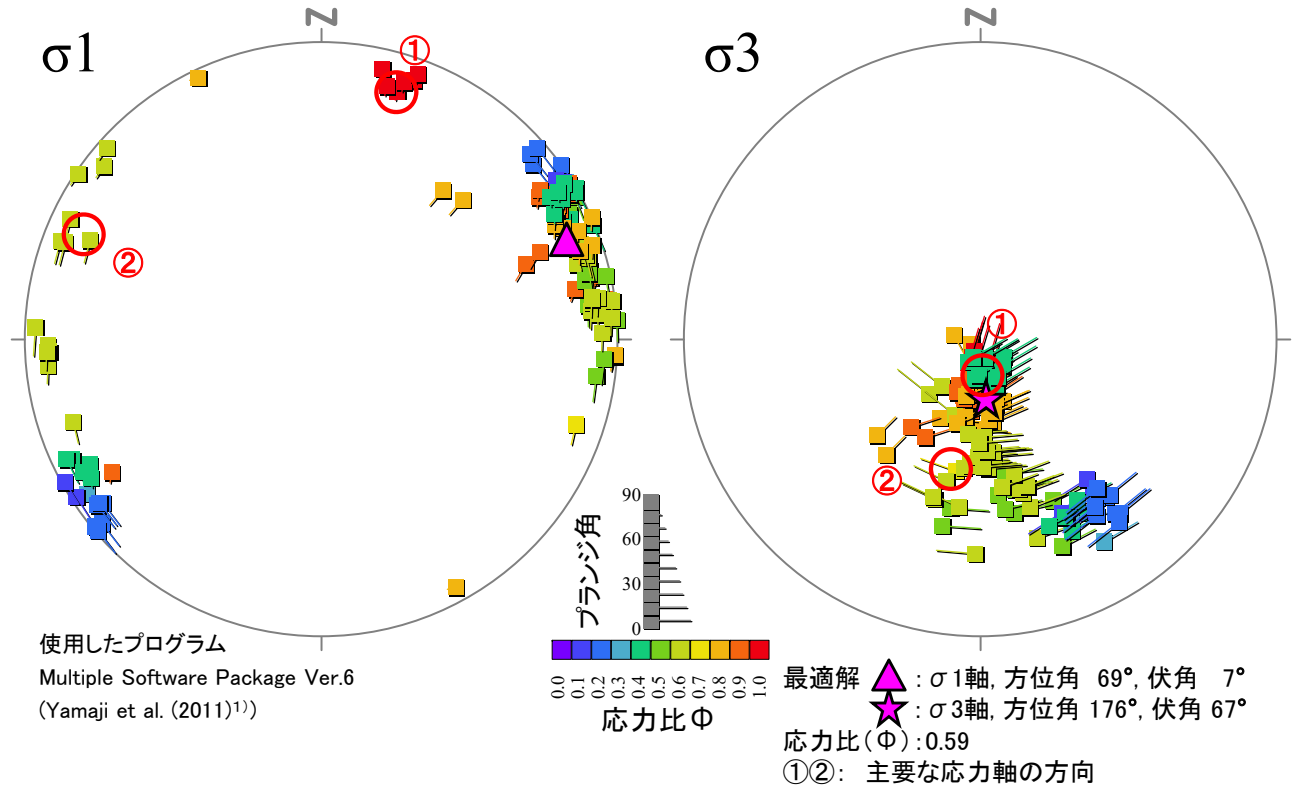 N
N
σ1
①
②
σ3
①
②
プランジ角
90
60
30
0
0.0
0.1
0.2
0.3
0.4
0.5
0.6
0.7
0.8
0.9
1.0
応力比Φ
使用したプログラム
Multiple Software Package Ver.6
(Yamaji et al. (2011)1))
最適解 ▲ : σ1軸, 方位角 69°, 伏角 7°
★ : σ3軸, 方位角 176°, 伏角 67°
応力比(Φ):0.59
①②: 主要な応力軸の方向